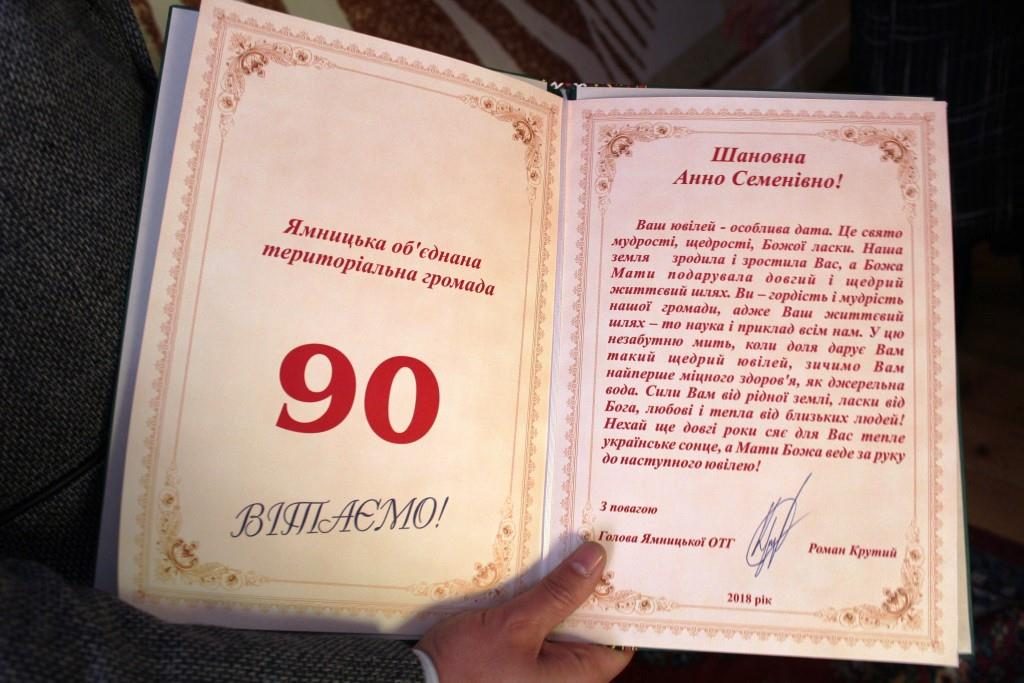 Ямницька об'єднана
територіальна громада
90
ВІТАЄМО!
Шановна
Анно Семенівно!
Ваш ювілей - особлива дата. Це свято
мудрості, щедрості, Божої ласки. Наша
земля зродила і зростила Вас, а Божа
Мати подарувала довгий і щедрий
життєвий шлях. Ви – гордість і мудрість
нашої громади, адже Ваш життєвий
шлях – то наука і приклад всім нам. У цю
незабутню мить, коли доля дарує Вам
такий щедрий ювілей, зичимо Вам
найперше міцного здоров'я, як джерельна
вода. Сили Вам від рідної землі, ласки від
Бога, любові і тепла від близьких людей!
Нехай ще довгі роки сяє для Вас тепле
українське сонце, а Мати Божа веде за руку
до наступного ювілею!
З повагою
Голова Ямницької ОТГ Роман Крутий
2018 рік